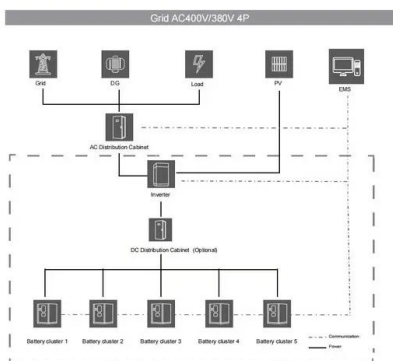 Grid AC400V/380V 4P
Grid
DG
Load
PV
EMS
AC Distribution Cabinet
Inverter
DC Distribution Cabinet (Optional)
Battery cluster 1
Battery cluster 2
Battery cluster 3
Battery cluster 4
Battery cluster 5
Communication
Power